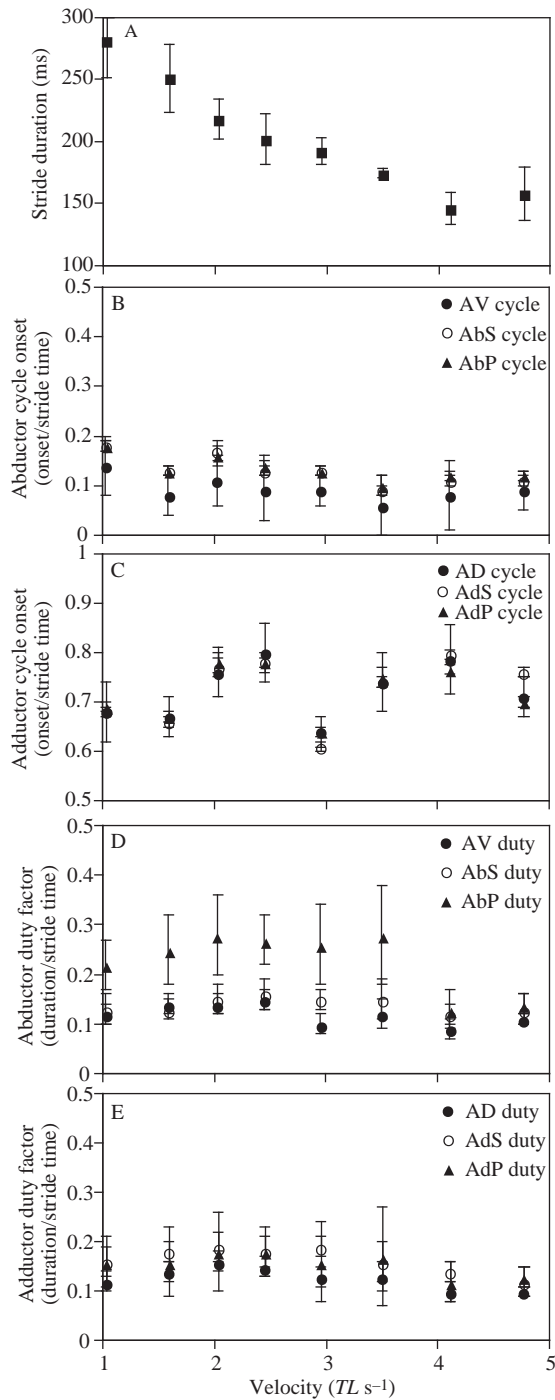 A
300
250
200
150
100
Stride duration (ms)
B
0.5
0.4
0.3
0.2
0.1
0
Abductor cycle onset
(onset/stride time)
AV cycle
AbS cycle
AbP cycle
C
1
0.9
0.8
0.7
0.6
0.5
Adductor cycle onset
(onset/stride time)
AD cycle
AdS cycle
AdP cycle
D
0.5
0.4
0.3
0.2
0.1
0
Abductor duty factor
(duration/stride time)
AV duty
AbS duty
AbP duty
E
0.5
0.4
0.3
0.2
0.1
0
Adductor duty factor
(duration/stride time)
AD duty
AdS duty
AdP duty
1 2 3 4 5
Velocity (TL s⁻¹)